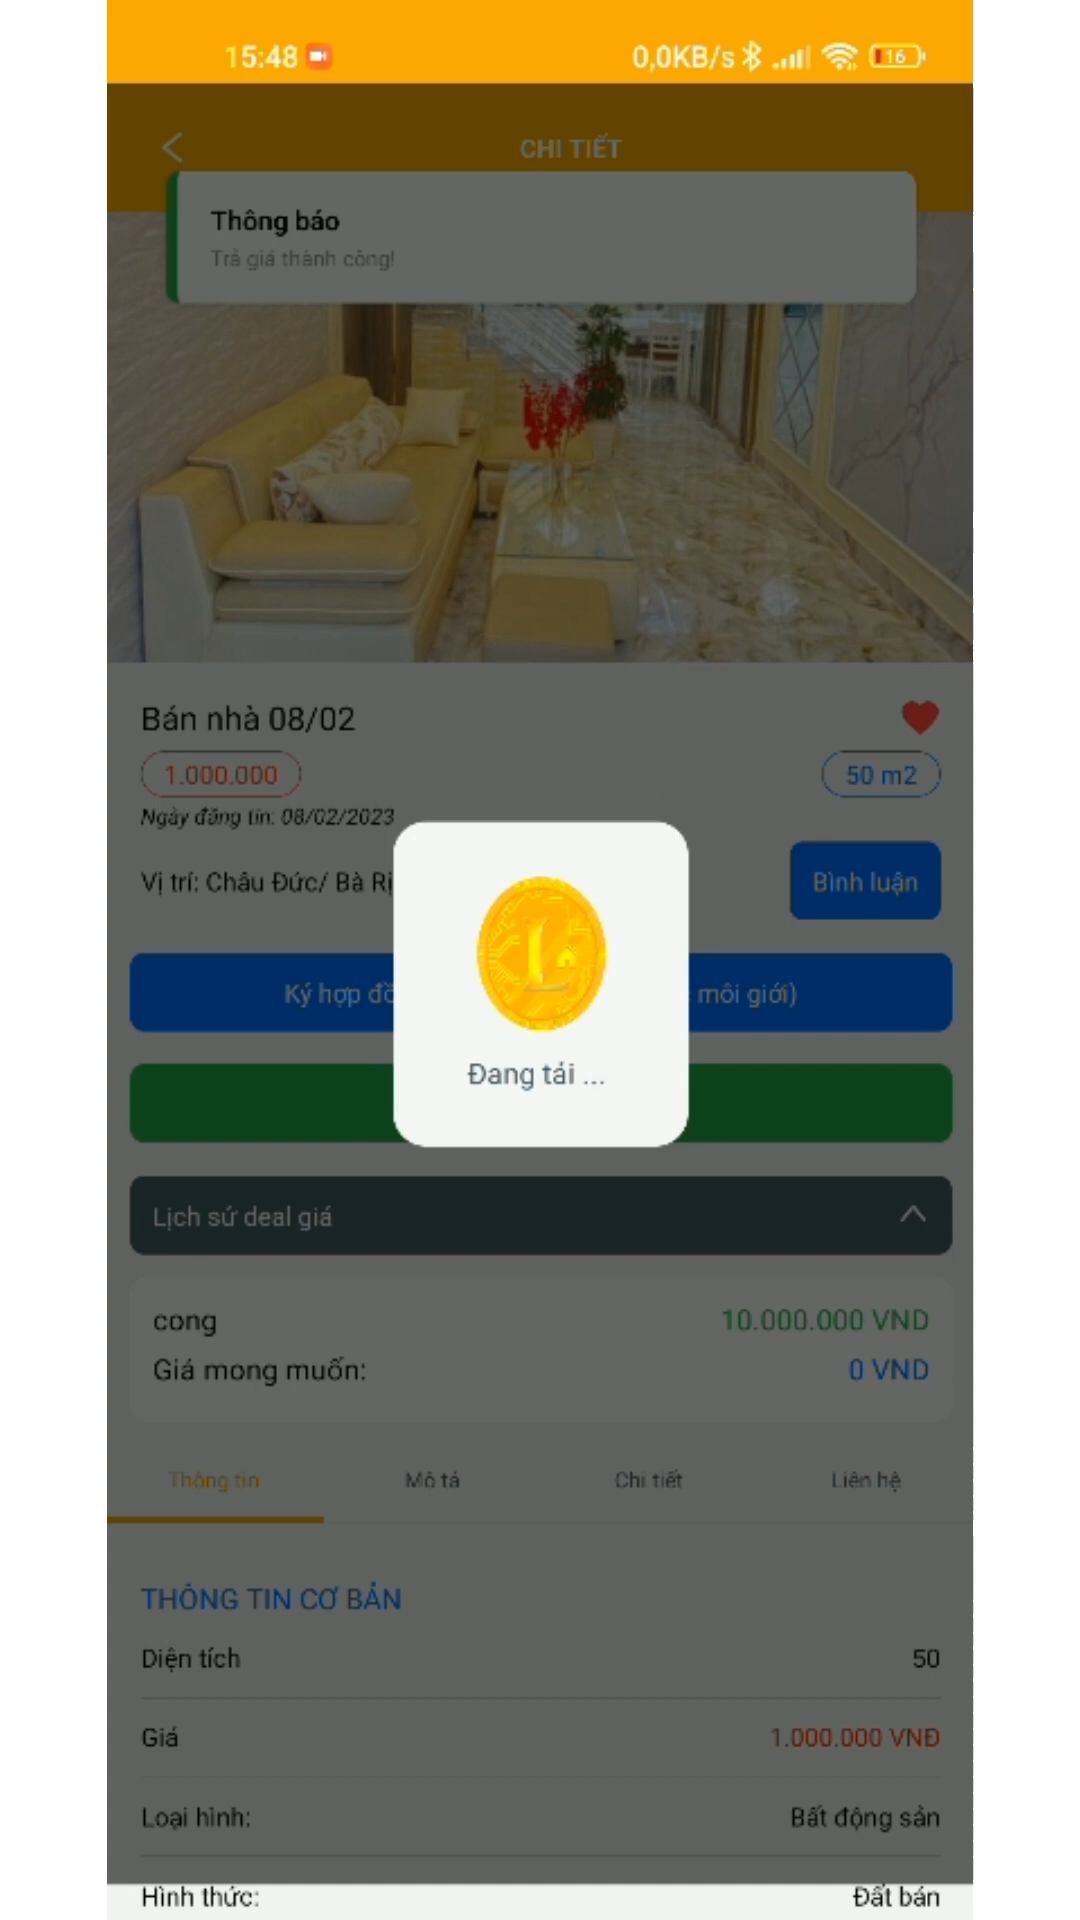 15:48 0,0KB/s 16
CHI TIẾT
Thông báo
Trả giá thành công!
Bán nhà 08/02
1.000.000 50 m2
Ngày đăng tin: 08/02/2023
Vị trí: Châu Đức/ Bà Rị Bình luận
Ký hợp đồ môi giới)
L
Đang tải ...
Lịch sử deal giá
cong 10.000.000 VND
Giá mong muốn: 0 VND
Thông tin Mô tả Chi tiết Liên hệ
THÔNG TIN CƠ BẢN
Diện tích 50
Giá 1.000.000 VNĐ
Loại hình: Bất động sản
Hình thức: Đất bán